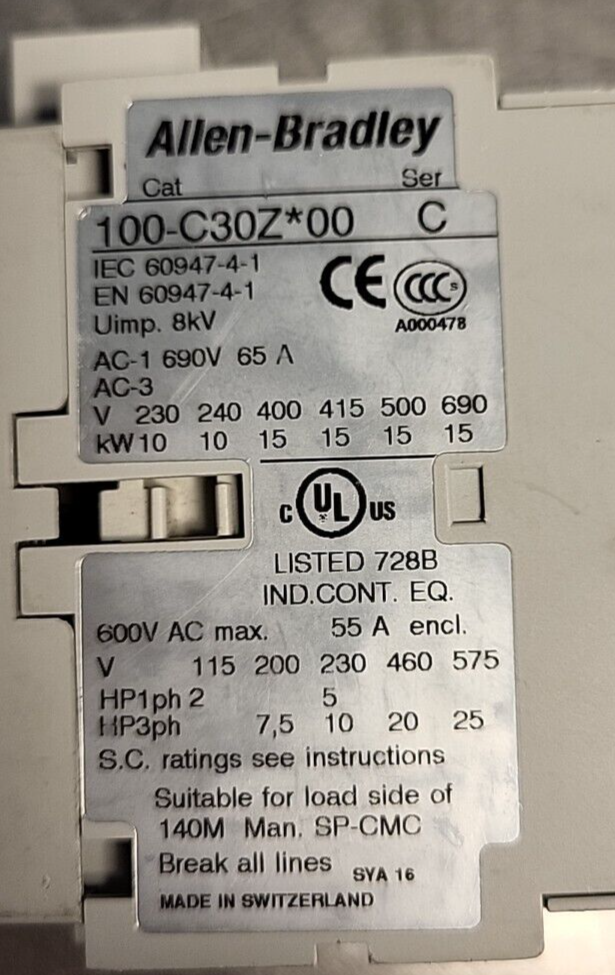 Allen-Bradley
Cat Ser
100-C30Z*00 C
IEC 60947-4-1
EN 60947-4-1
Uimp. 8kV
CE CCC S
A000478
AC-1 690V 65 A
AC-3
V 230 240 400 415 500 690
kW 10 10 15 15 15 15
C UL US
LISTED 728B
IND.CONT. EQ.
600V AC max. 55 A encl.
V 115 200 230 460 575
HP1ph 2 5
HP3ph 7,5 10 20 25
S.C. ratings see instructions
Suitable for load side of
140M Man. SP-CMC
Break all lines SYA 16
MADE IN SWITZERLAND